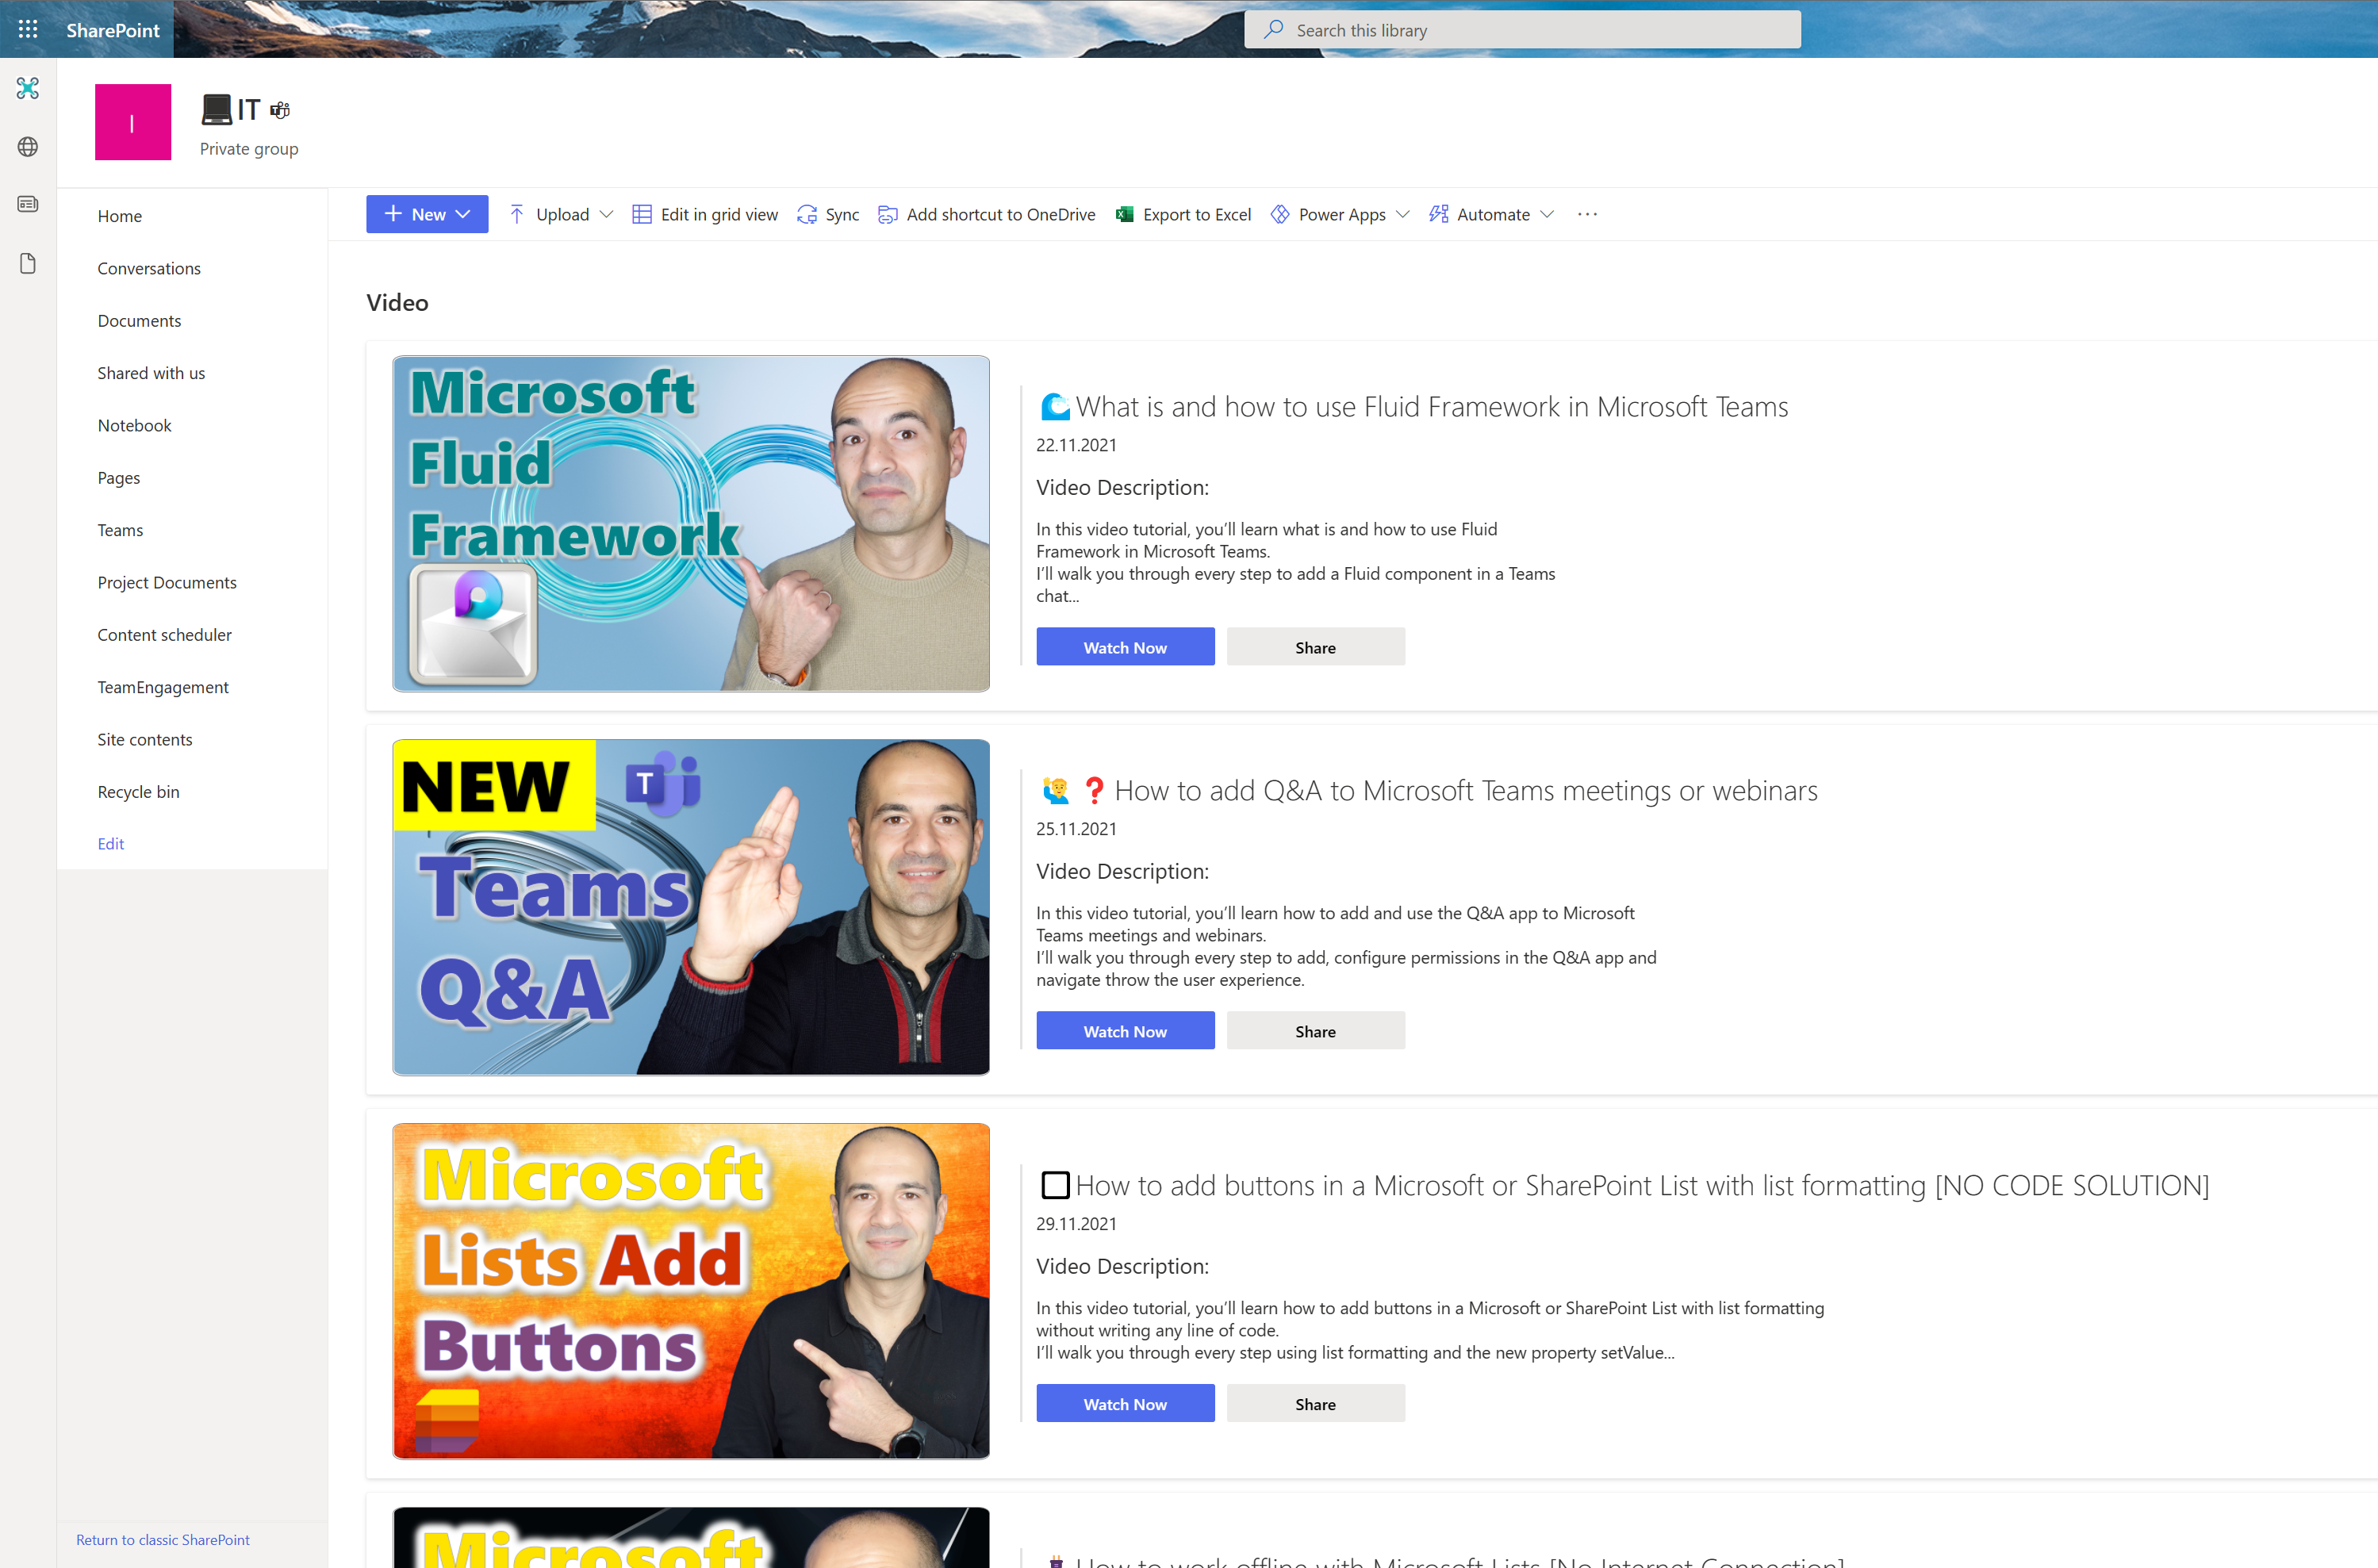 SharePoint
Search this library
I
IT
Private group
Home
Conversations
Documents
Shared with us
Notebook
Pages
Teams
Project Documents
Content scheduler
TeamEngagement
Site contents
Recycle bin
Edit
Return to classic SharePoint
New
Upload
Edit in grid view
Sync
Add shortcut to OneDrive
Export to Excel
Power Apps
Automate
Video
Microsoft
Fluid
Framework
What is and how to use Fluid Framework in Microsoft Teams
22.11.2021
Video Description:
In this video tutorial, you’ll learn what is and how to use Fluid
Framework in Microsoft Teams.
I’ll walk you through every step to add a Fluid component in a Teams
chat...
Watch Now
Share
NEW
T
Teams
Q&A
❓ How to add Q&A to Microsoft Teams meetings or webinars
25.11.2021
Video Description:
In this video tutorial, you’ll learn how to add and use the Q&A app to Microsoft
Teams meetings and webinars.
I’ll walk you through every step to add, configure permissions in the Q&A app and
navigate throw the user experience.
Watch Now
Share
Microsoft
Lists Add
Buttons
How to add buttons in a Microsoft or SharePoint List with list formatting [NO CODE SOLUTION]
29.11.2021
Video Description:
In this video tutorial, you’ll learn how to add buttons in a Microsoft or SharePoint List with list formatting
without writing any line of code.
I’ll walk you through every step using list formatting and the new property setValue...
Watch Now
Share
Microsoft
How to work offline with Microsoft Lists [No Internet Connection]